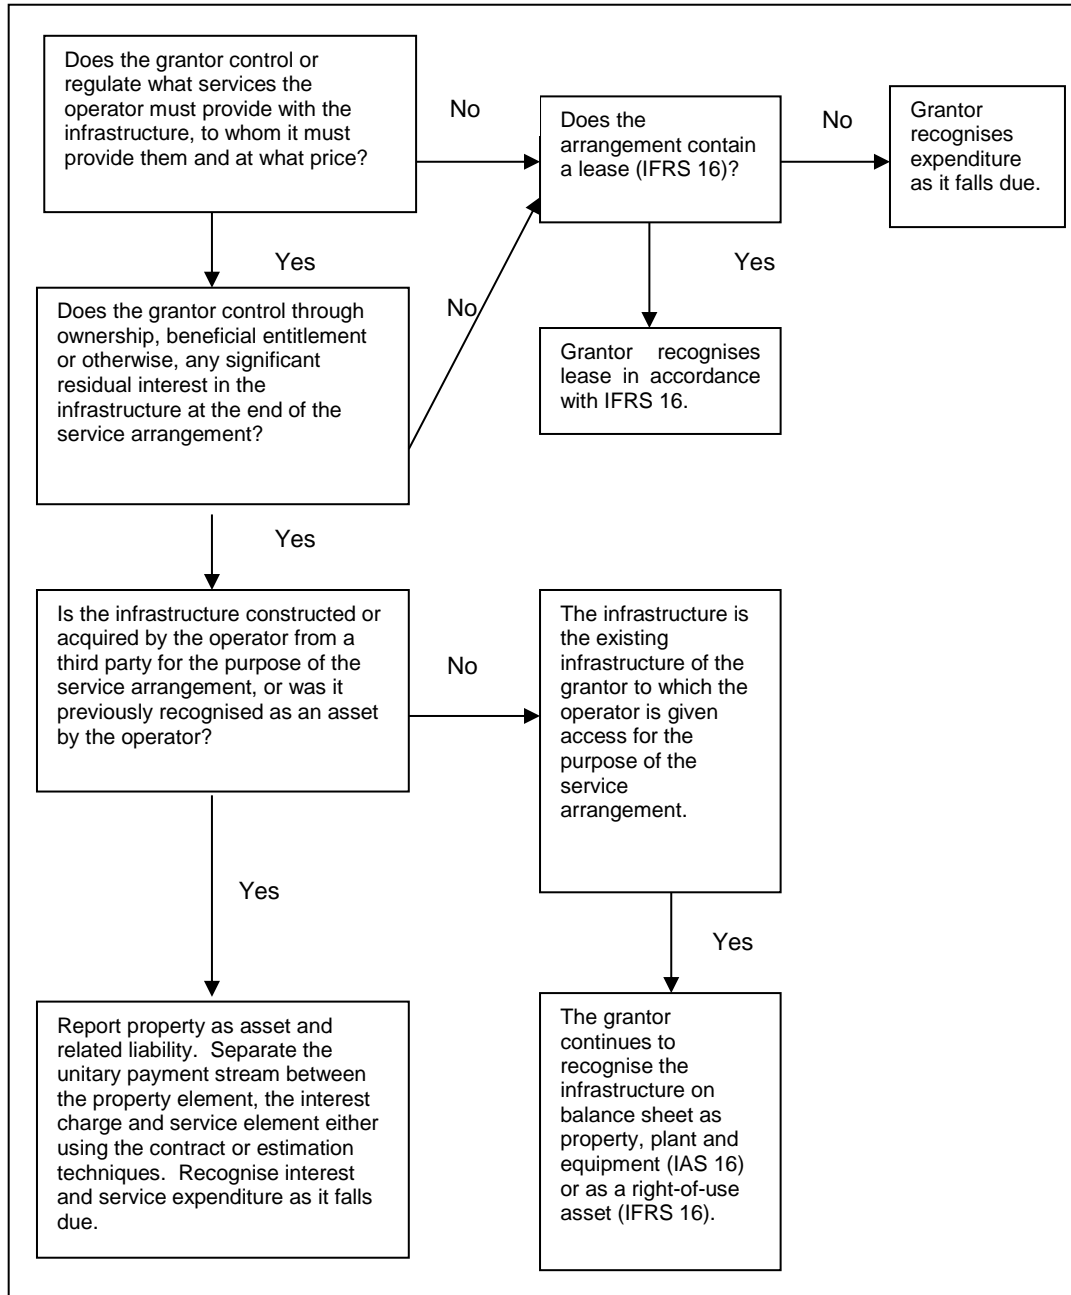 Does the grantor control or
regulate what services the
operator must provide with the
infrastructure, to whom it must
provide them and at what price?
No
Does the
arrangement contain
a lease (IFRS 16)?
No
Grantor
recognises
expenditure
as it falls due.
Yes
Yes
Does the grantor control through
ownership, beneficial entitlement
or otherwise, any significant
residual interest in the
infrastructure at the end of the
service arrangement?
No
Grantor recognises
lease in accordance
with IFRS 16.
Yes
Is the infrastructure constructed or
acquired by the operator from a
third party for the purpose of the
service arrangement, or was it
previously recognised as an asset
by the operator?
No
The infrastructure is
the existing
infrastructure of the
grantor to which the
operator is given
access for the
purpose of the
service
arrangement.
Yes
Yes
Report property as asset and
related liability. Separate the
unitary payment stream between
the property element, the interest
charge and service element either
using the contract or estimation
techniques. Recognise interest
and service expenditure as it falls
due.
The grantor
continues to
recognise the
infrastructure on
balance sheet as
property, plant and
equipment (IAS 16)
or as a right-of-use
asset (IFRS 16).